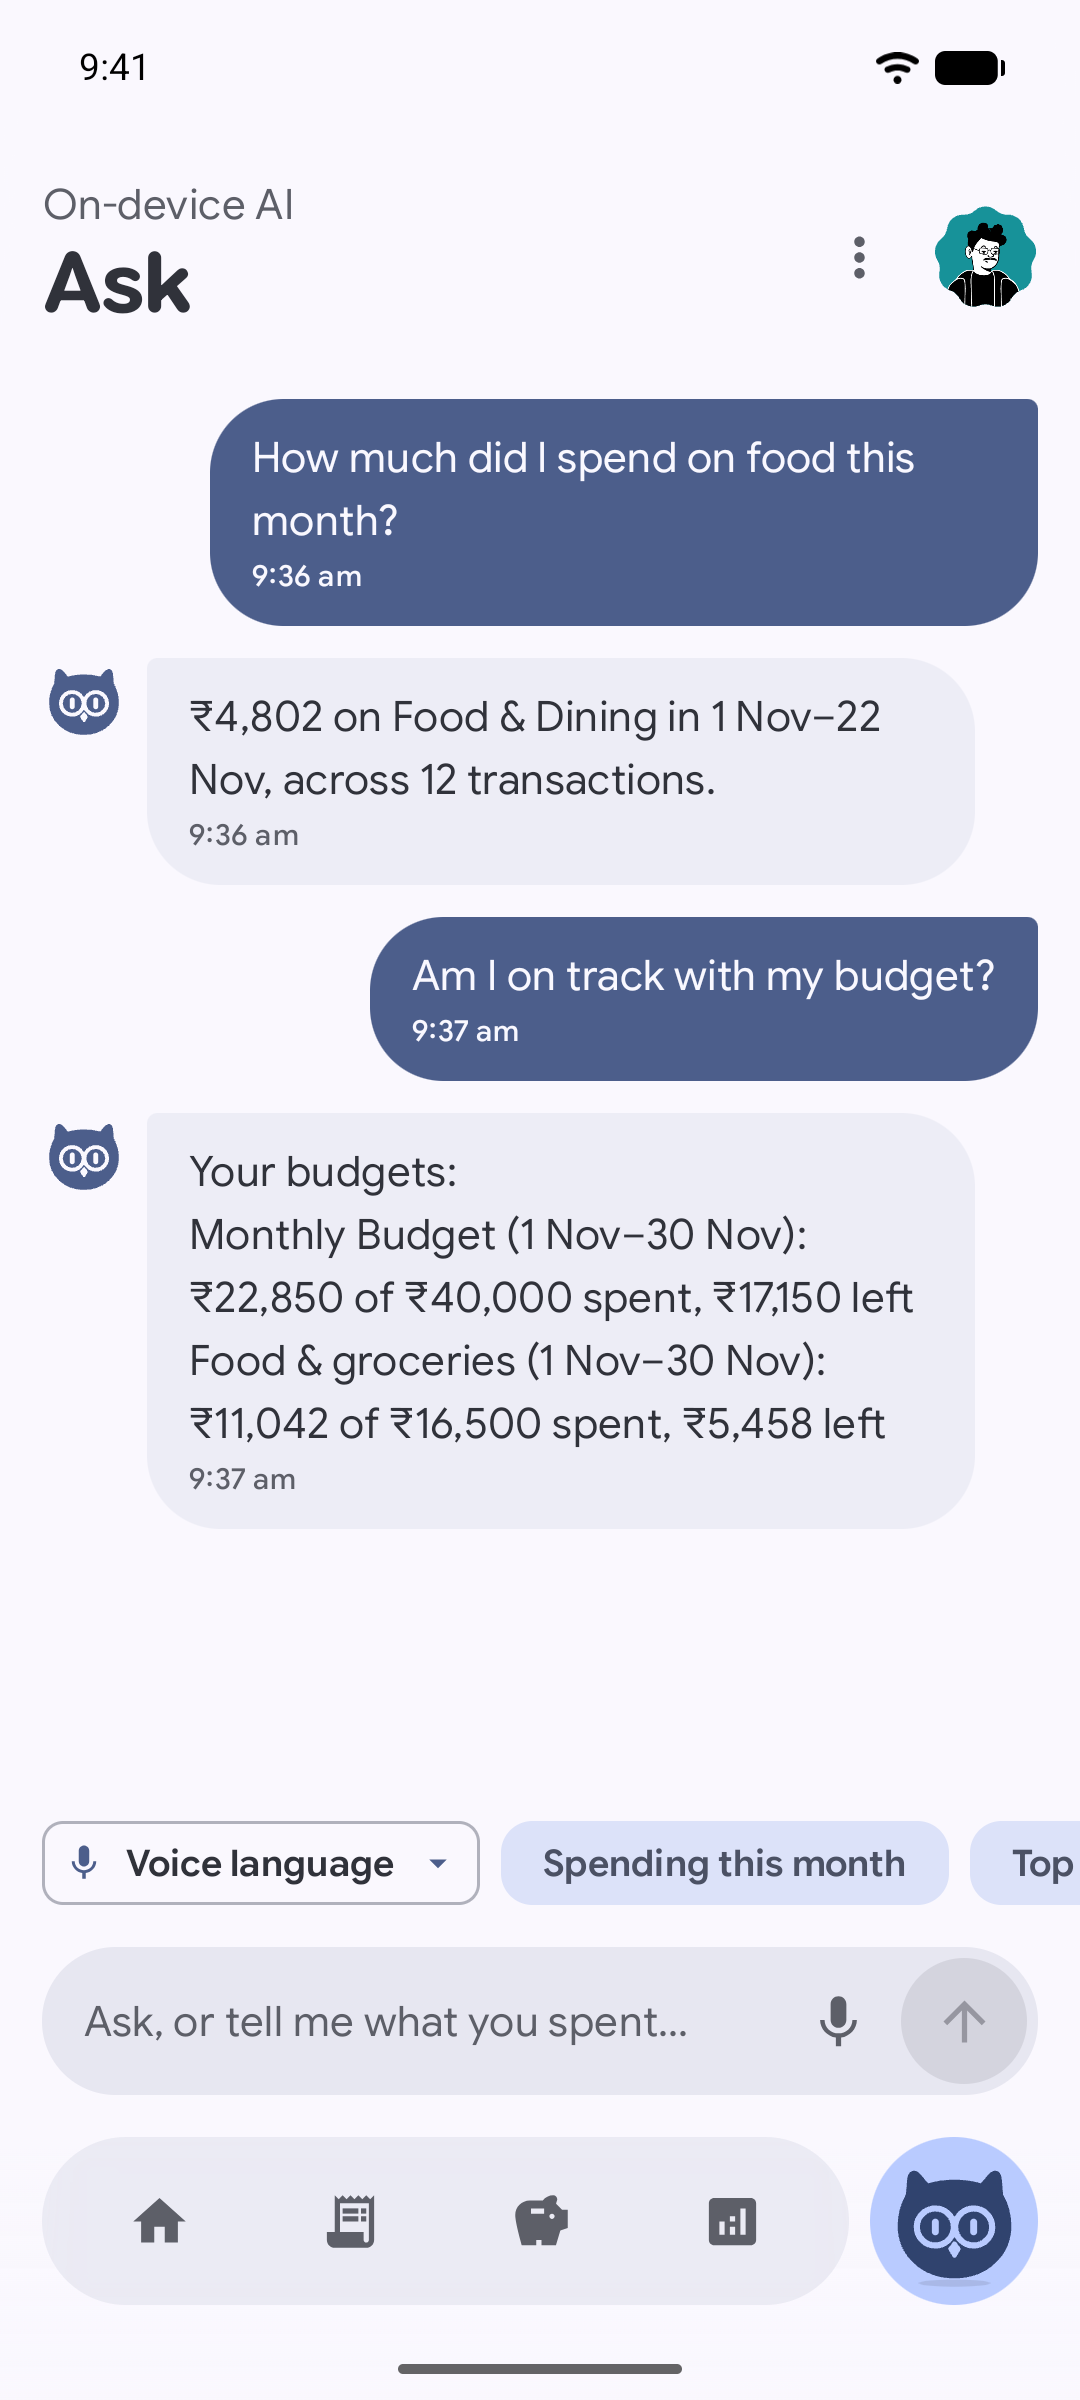 9:41
On-device AI
Ask
How much did I spend on food this
month?
9:36 am
₹4,802 on Food & Dining in 1 Nov–22
Nov, across 12 transactions.
9:36 am
Am I on track with my budget?
9:37 am
Your budgets:
Monthly Budget (1 Nov–30 Nov):
₹22,850 of ₹40,000 spent, ₹17,150 left
Food & groceries (1 Nov–30 Nov):
₹11,042 of ₹16,500 spent, ₹5,458 left
9:37 am
Voice language
Spending this month
Top
Ask, or tell me what you spent...